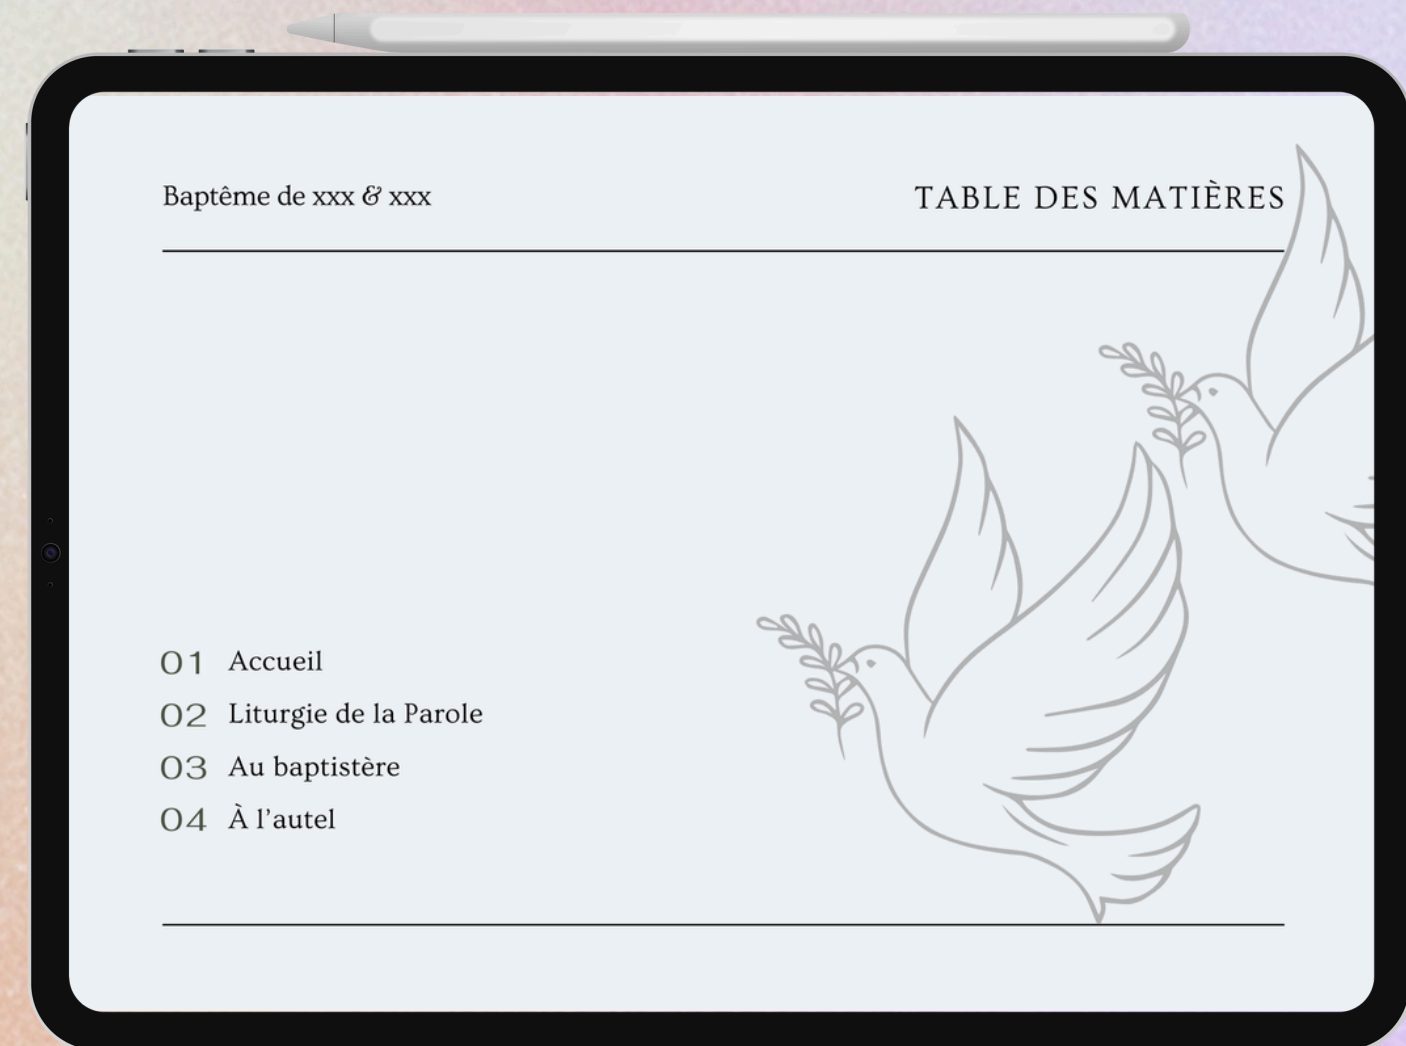 Baptême de xxx & xxx
TABLE DES MATIÈRES
01 Accueil
02 Liturgie de la Parole
03 Au baptistère
04 À l’autel